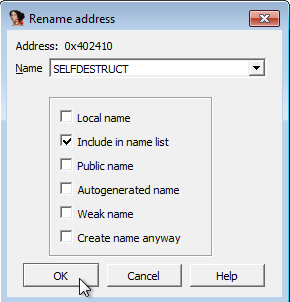 Rename address
Address: 0x402410
Name SELFDESTRUCT
Local name
Include in name list
Public name
Autogenerated name
Weak name
Create name anyway
OK Cancel Help